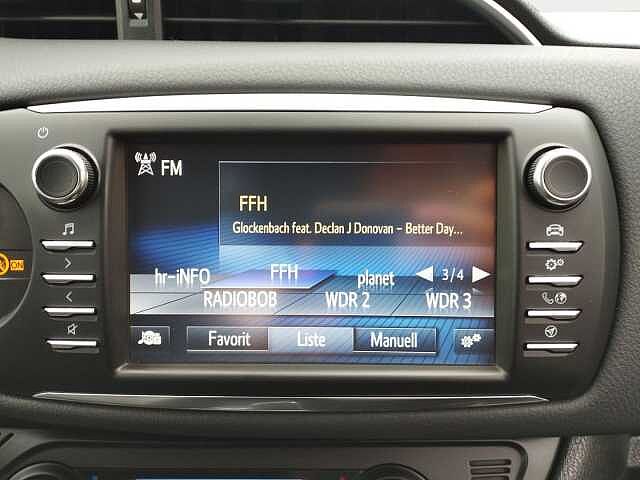 FM
FFH
Glockenbach feat. Declan J Donovan – Better Day...
hr-iNFO FFH planet 3/4
RADIOBOB WDR 2 WDR 3
Favorit Liste Manuell
ON